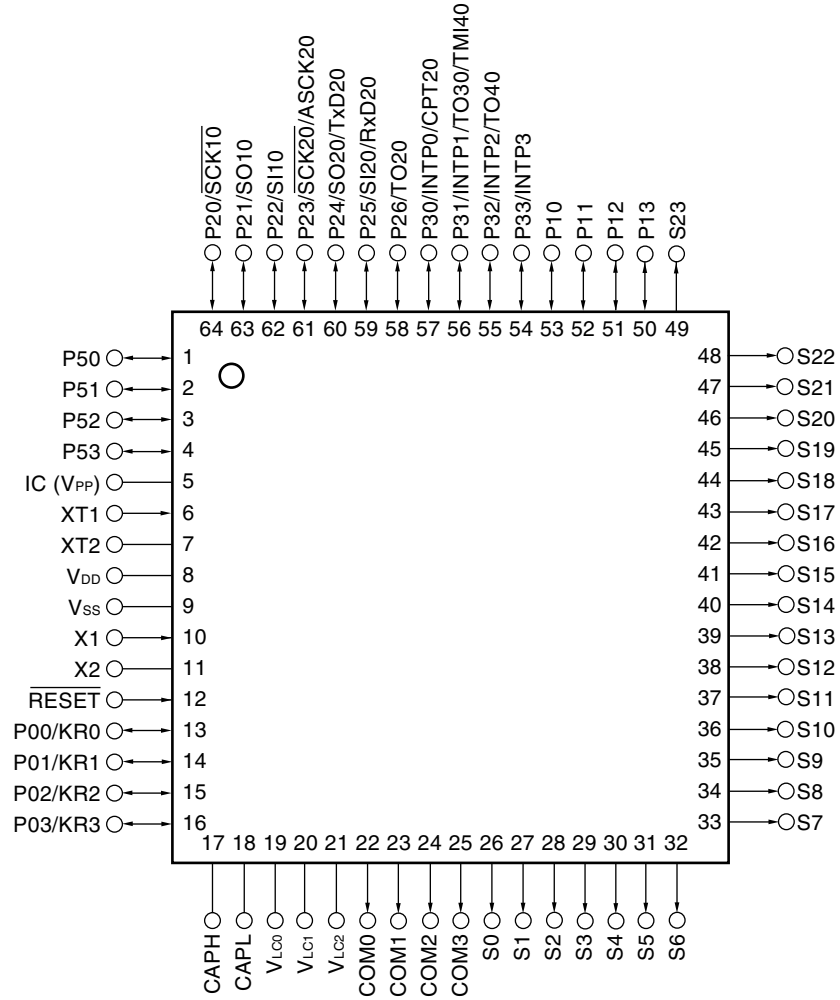 P20/SCK10
P21/SO10
P22/SI10
P23/SCK20/ASCK20
P24/SO20/TxD20
P25/SI20/RxD20
P26/TO20
P30/INTP0/CPT20
P31/INTP1/TO30/TMI40
P32/INTP2/TO40
P33/INTP3
P10
P11
P12
P13
S23
64 63 62 61 60 59 58 57 56 55 54 53 52 51 50 49
P50 1
P51 2
P52 3
P53 4
IC (VPP) 5
XT1 6
XT2 7
VDD 8
VSS 9
X1 10
X2 11
RESET 12
P00/KR0 13
P01/KR1 14
P02/KR2 15
P03/KR3 16
48 S22
47 S21
46 S20
45 S19
44 S18
43 S17
42 S16
41 S15
40 S14
39 S13
38 S12
37 S11
36 S10
35 S9
34 S8
33 S7
17 18 19 20 21 22 23 24 25 26 27 28 29 30 31 32
CAPH
CAPL
VLC0
VLC1
VLC2
COM0
COM1
COM2
COM3
S0
S1
S2
S3
S4
S5
S6